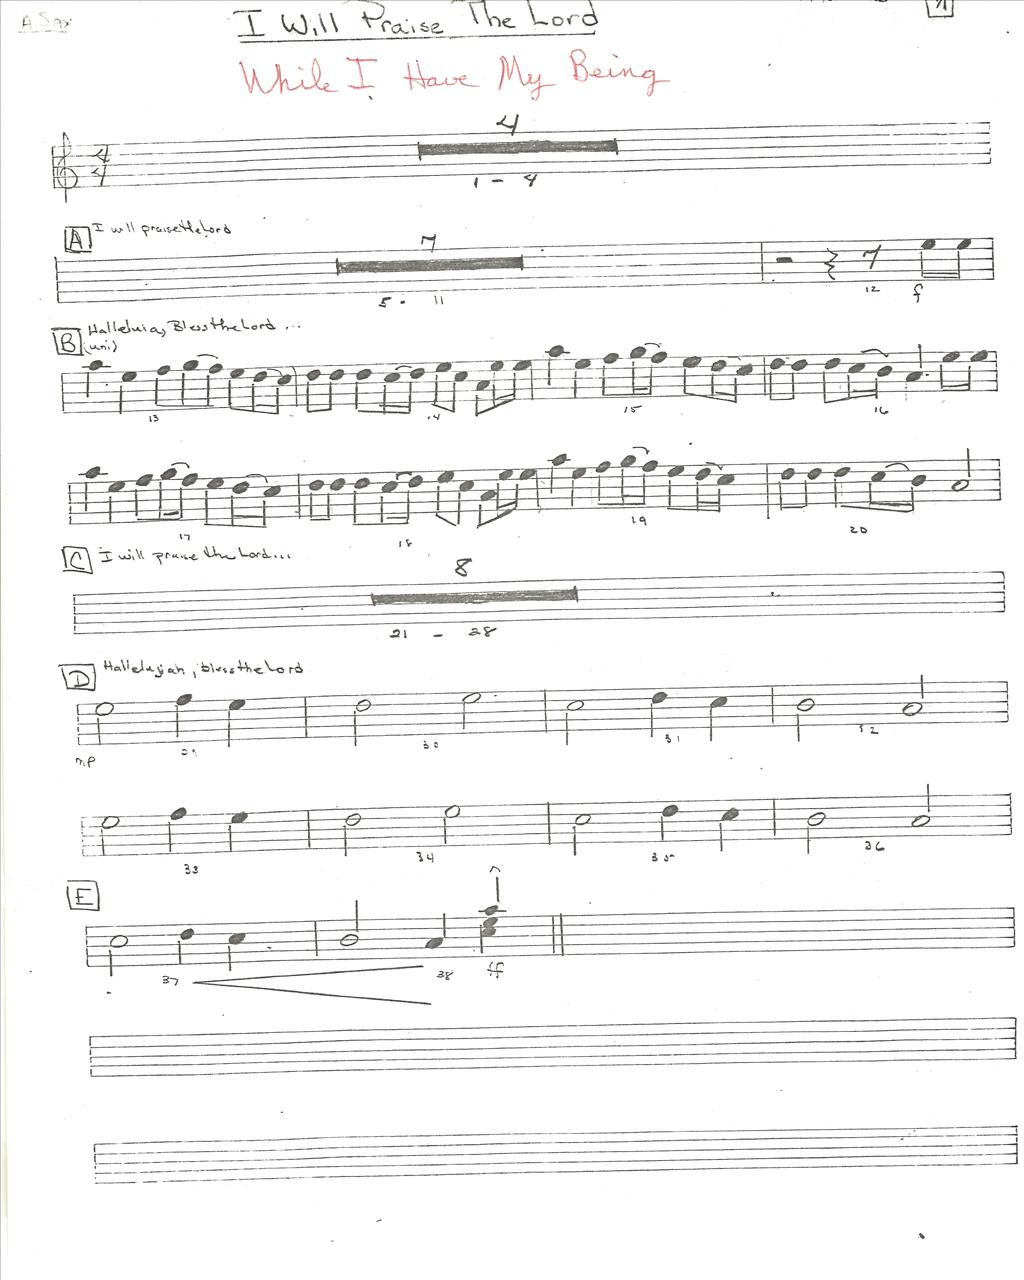 A. Sax
I Will Praise The Lord
While I Have My Being
4
4
4
1 - 4
A I will praise the Lord
7
5 - 11
12 f
B Halleluia, Bless the Lord ...
(uni)
13 14 15 16
17 18 19 20
C I will praise the Lord...
8
21 - 28
D Hallelujah, bless the Lord
29 30 31 32
mp
33 34 35 36
E
37 38 ff